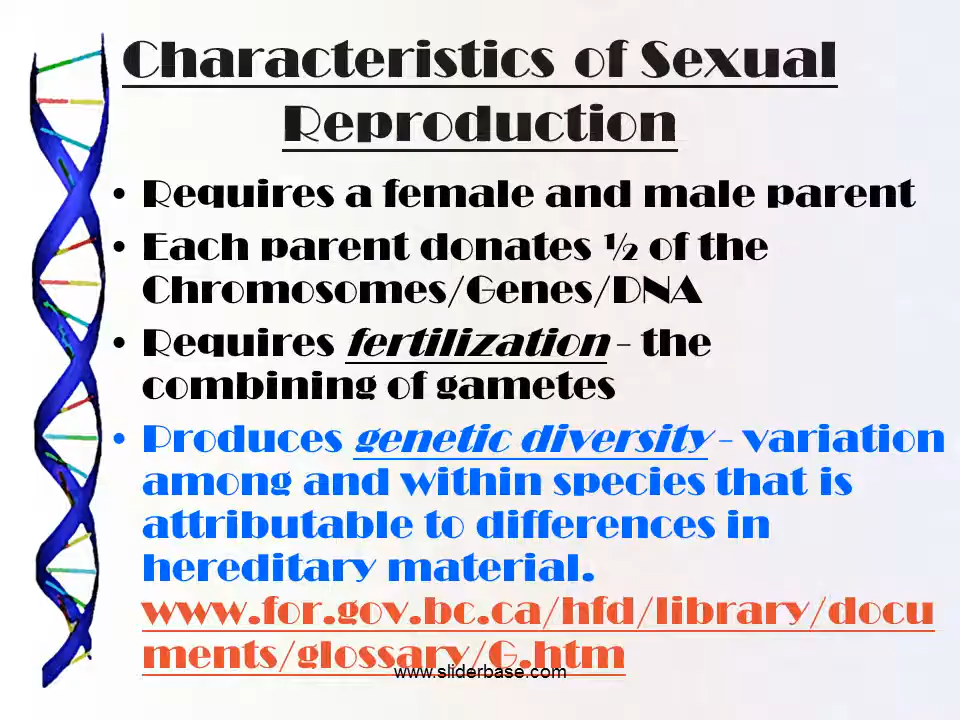 Characteristics of Sexual
Reproduction
• Requires a female and male parent
• Each parent donates ½ of the
Chromosomes/Genes/DNA
• Requires fertilization - the
combining of gametes
• Produces genetic diversity - variation
among and within species that is
attributable to differences in
hereditary material.
www.for.gov.bc.ca/hfd/library/docu
ments/glossary/G.htm
www.sliderbase.com